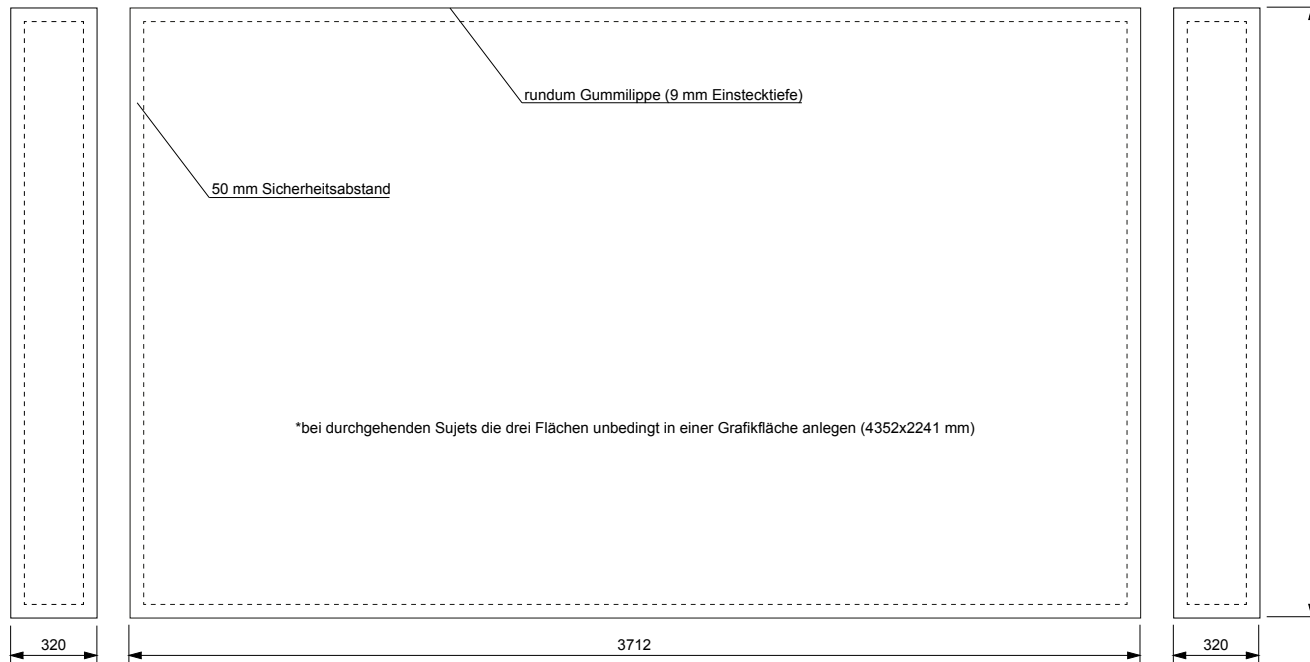 rundum Gummilippe (9 mm Einstecktiefe)
50 mm Sicherheitsabstand
*bei durchgehenden Sujets die drei Flächen unbedingt in einer Grafikfläche anlegen (4352x2241 mm)
320
3712
320